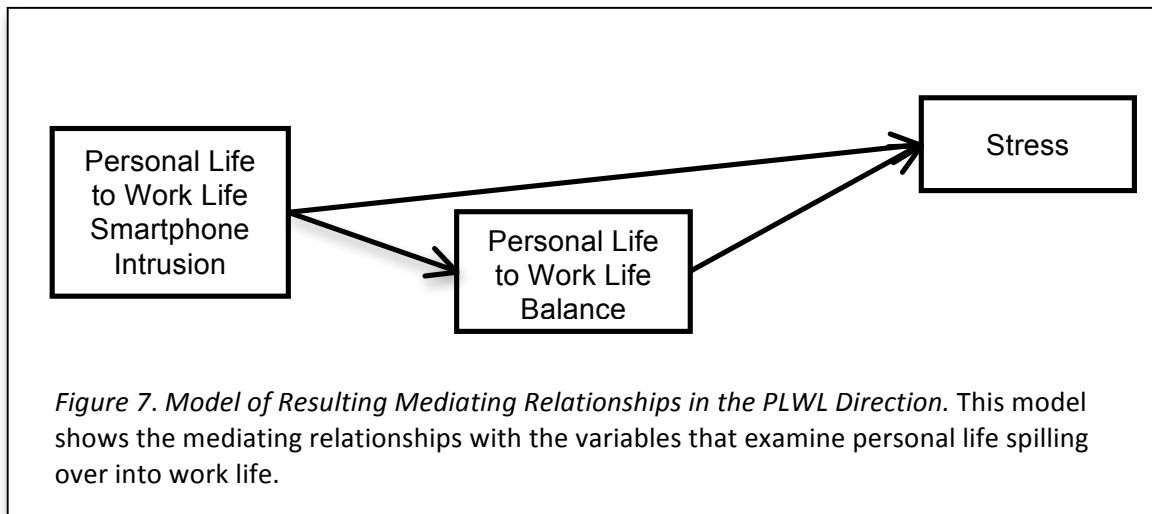 Personal Life
to Work Life
Smartphone
Intrusion
Personal Life
to Work Life
Balance
Stress
Figure 7. Model of Resulting Mediating Relationships in the PLWL Direction. This model
shows the mediating relationships with the variables that examine personal life spilling
over into work life.